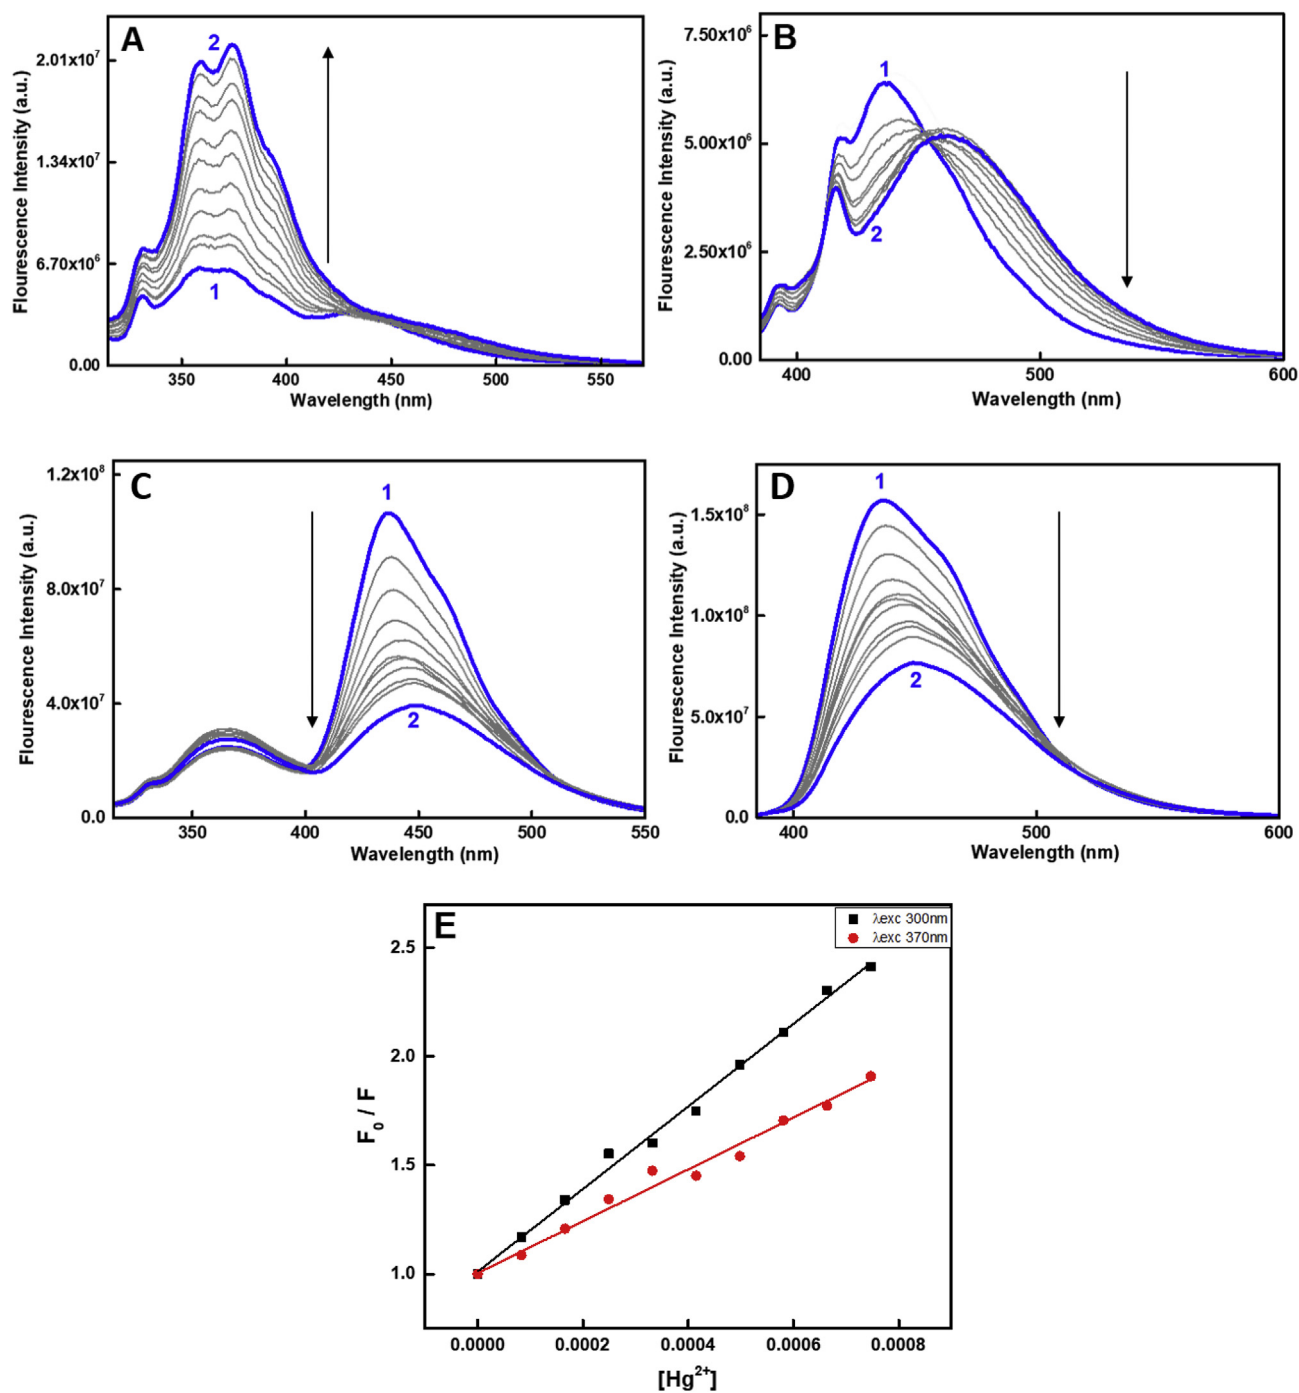 A
2
2.01x10⁷
1.34x10⁷
6.70x10⁶
0.00
1
350
400
450
500
550
Wavelength (nm)
Flourescence Intensity (a.u.)
B
1
7.50x10⁶
5.00x10⁶
2.50x10⁶
0.00
2
400
500
600
Wavelength (nm)
Flourescence Intensity (a.u.)
C
1
1.2x10⁸
8.0x10⁷
4.0x10⁷
0.0
2
350
400
450
500
550
Wavelength (nm)
Flourescence Intensity (a.u.)
D
1
1.5x10⁸
1.0x10⁸
5.0x10⁷
0.0
2
400
500
600
Wavelength (nm)
Flourescence Intensity (a.u.)
E
λexc 300nm
λexc 370nm
2.5
2.0
1.5
1.0
F₀ / F
0.0000
0.0002
0.0004
0.0006
0.0008
[Hg²⁺]